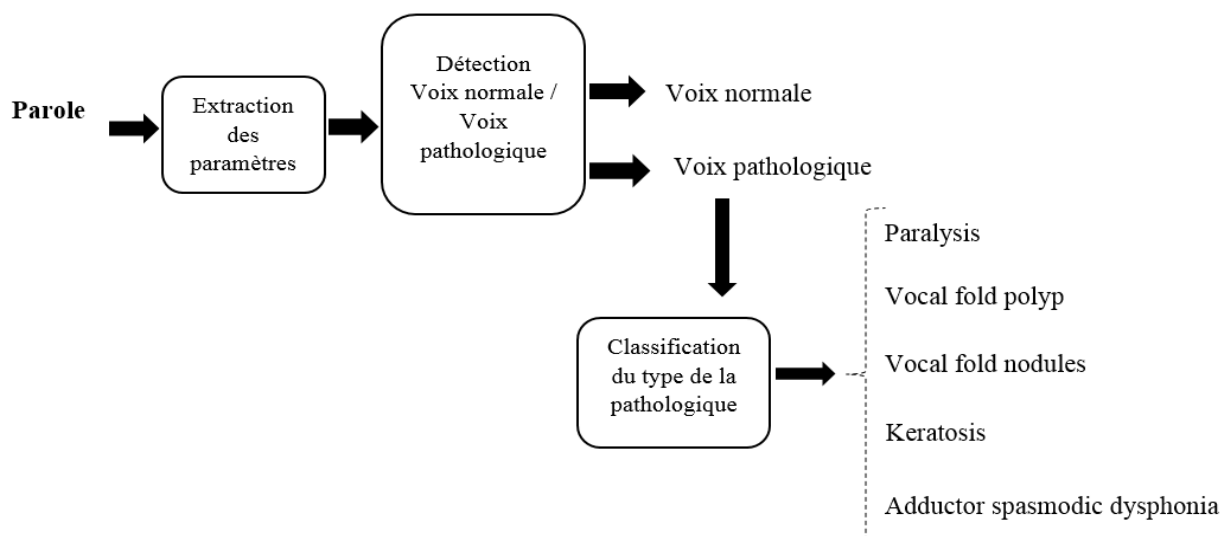 Parole
Extraction
des
paramètres
Détection
Voix normale /
Voix
pathologique
Voix normale
Voix pathologique
Classification
du type de la
pathologique
Paralysis
Vocal fold polyp
Vocal fold nodules
Keratosis
Adductor spasmodic dysphonia